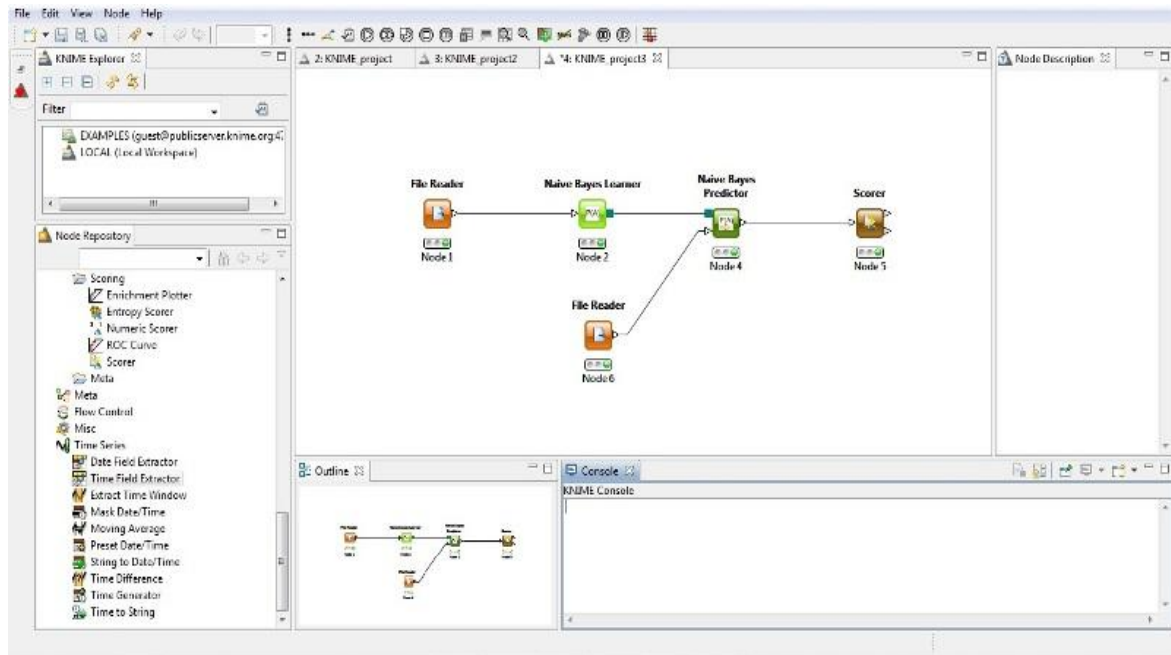 File Edit View Node Help
KNIME Explorer
2: KNIME_project
3: KNIME_project2
*4: KNIME_project3
Node Description
Filter
EXAMPLES (guest@publicserver.knime.org:4
LOCAL (Local Workspace)
File Reader
Node 1
Naive Bayes Learner
Node 2
Naive Bayes
Predictor
Node 4
Scorer
Node 5
File Reader
Node 6
Node Repository
Scoring
Enrichment Plotter
Entropy Scorer
Numeric Scorer
ROC Curve
Scorer
Meta
Meta
Flow Control
Misc
Time Series
Date Field Extractor
Time Field Extractor
Extract Time Window
Mask Date/Time
Moving Average
Preset Date/Time
String to Date/Time
Time Difference
Time Generator
Time to String
Outline
Console
KNIME Console